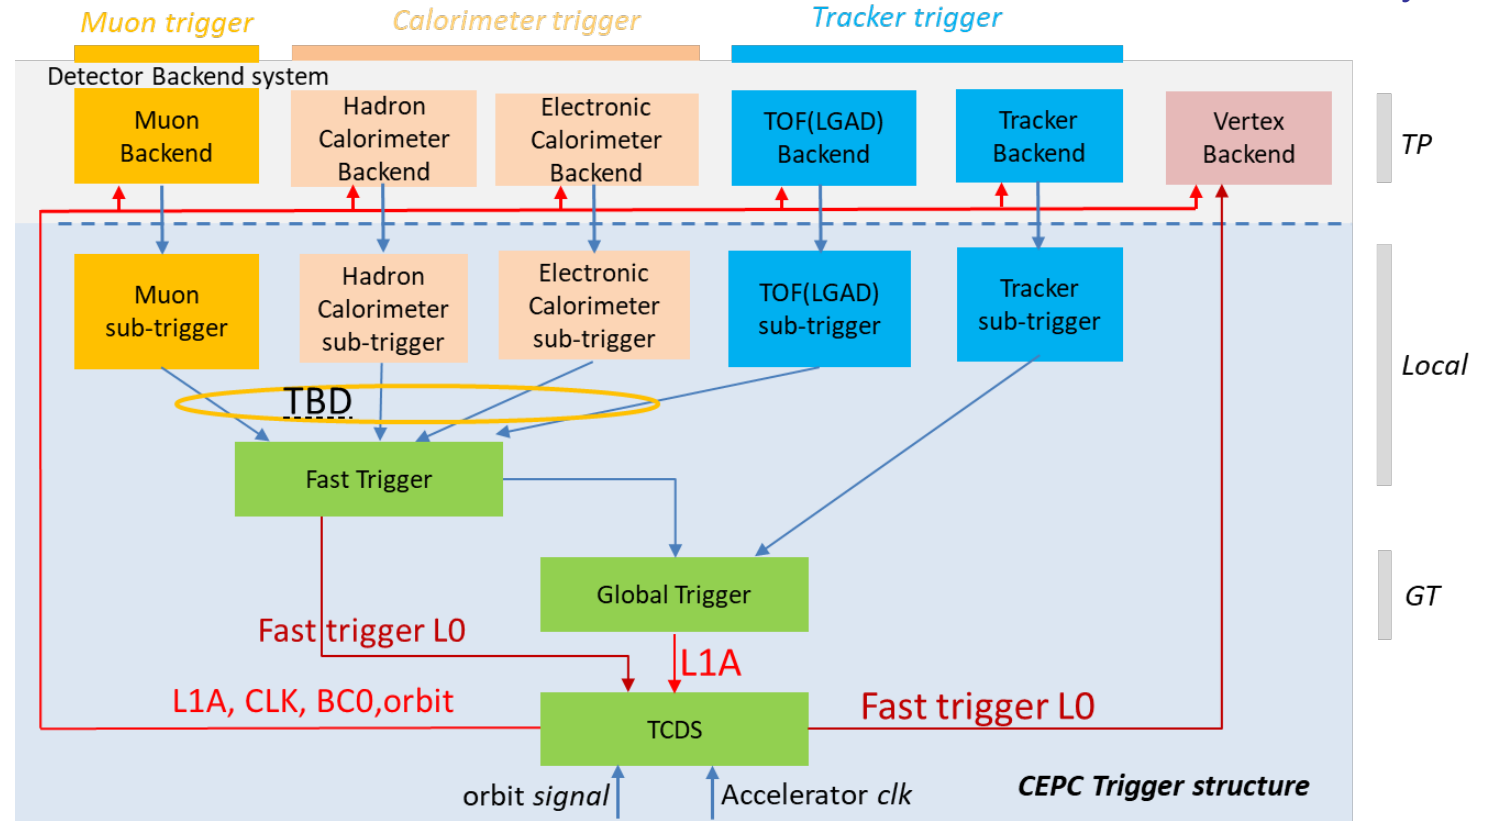 Muon trigger
Calorimeter trigger
Tracker trigger
Detector Backend system
Muon
Backend
Hadron
Calorimeter
Backend
Electronic
Calorimeter
Backend
TOF(LGAD)
Backend
Tracker
Backend
Vertex
Backend
TP
Muon
sub-trigger
Hadron
Calorimeter
sub-trigger
Electronic
Calorimeter
sub-trigger
TOF(LGAD)
sub-trigger
Tracker
sub-trigger
Local
TBD
Fast Trigger
Global Trigger
GT
Fast trigger L0
L1A
L1A, CLK, BC0,orbit
TCDS
Fast trigger L0
orbit signal
Accelerator clk
CEPC Trigger structure